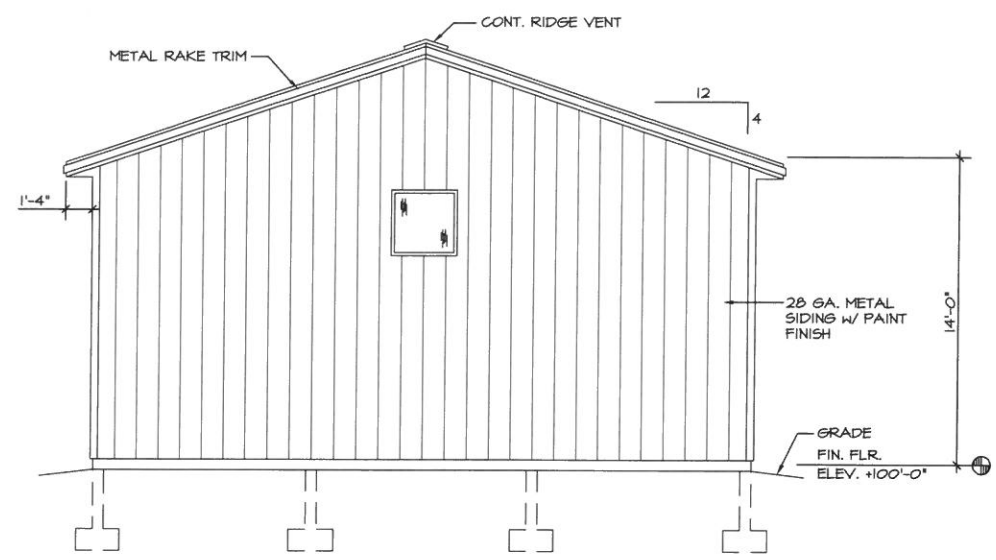 CONT. RIDGE VENT
METAL RAKE TRIM
12
4
1'-4"
28 GA. METAL
SIDING W/ PAINT
FINISH
14'-0"
GRADE
FIN. FLR.
ELEV. +100'-0"